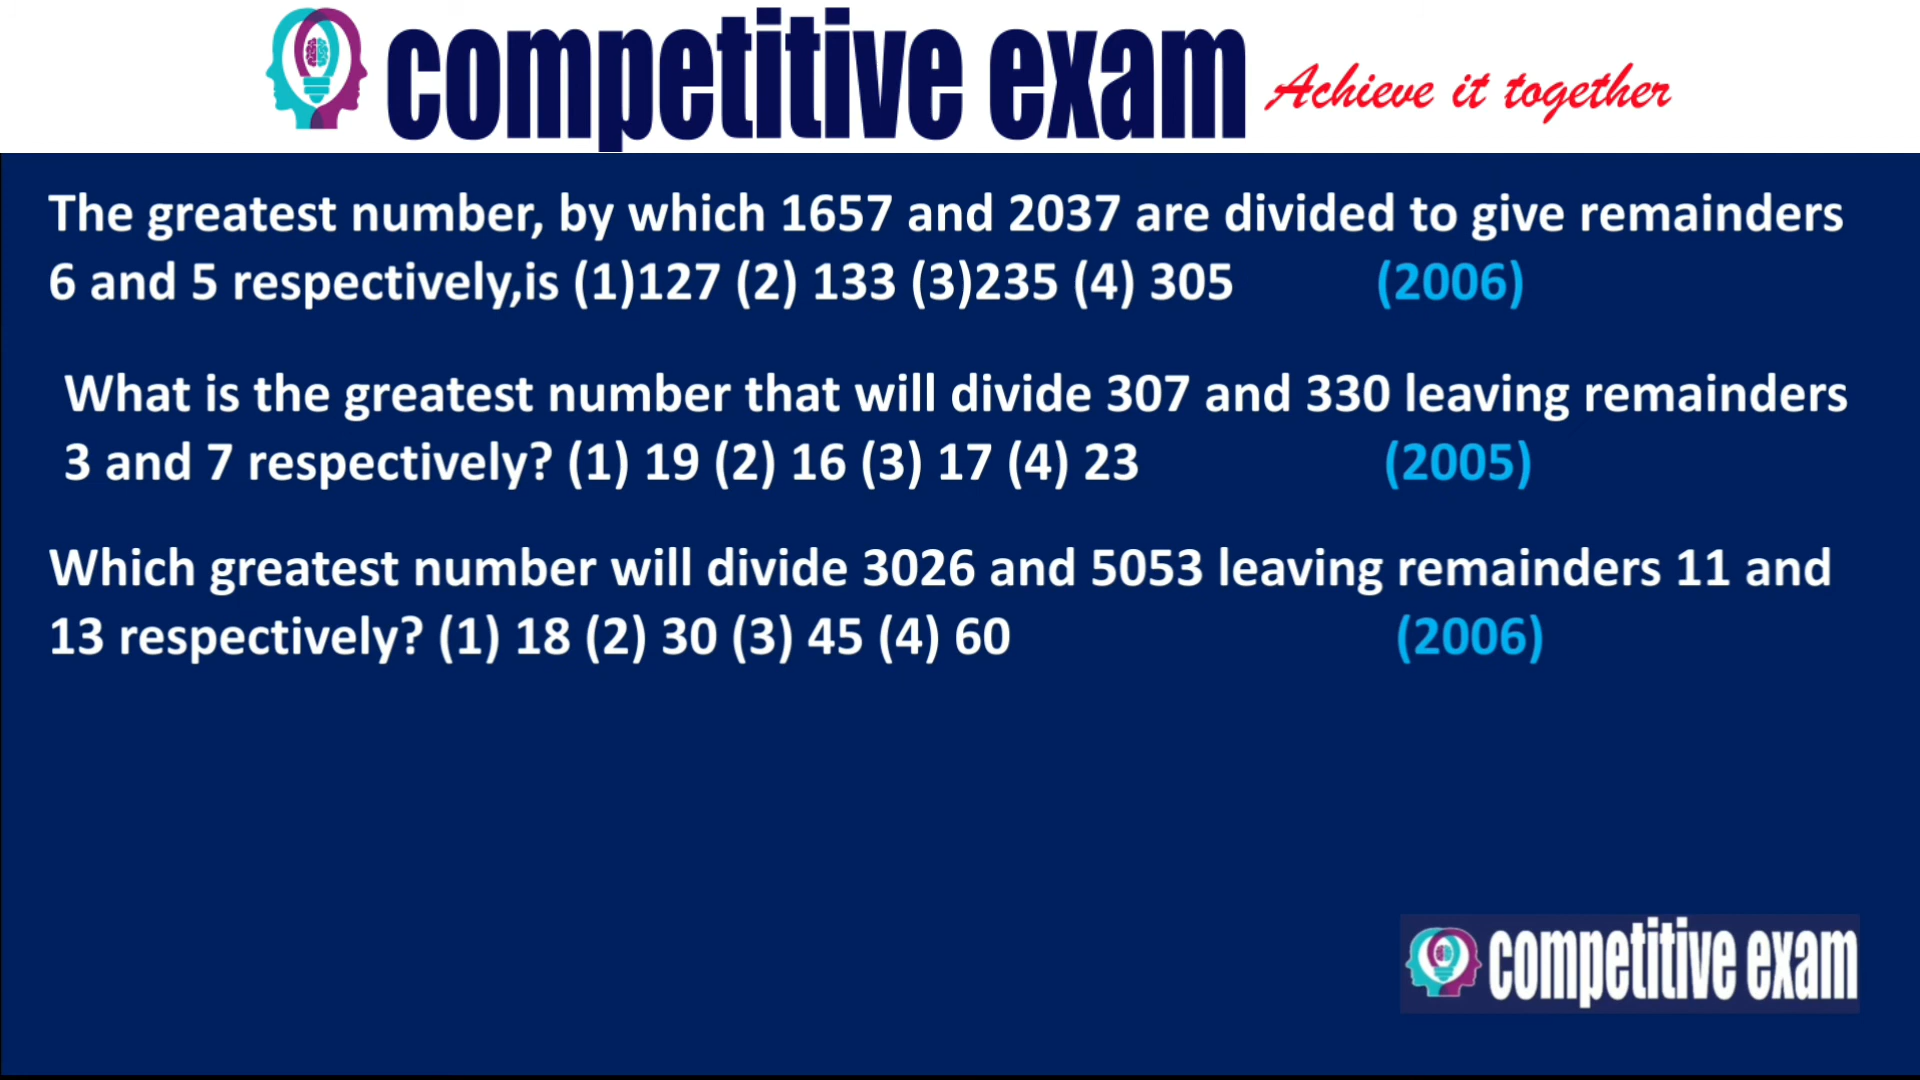 competitive exam Achieve it together
The greatest number, by which 1657 and 2037 are divided to give remainders
6 and 5 respectively,is (1)127 (2) 133 (3)235 (4) 305 (2006)
What is the greatest number that will divide 307 and 330 leaving remainders
3 and 7 respectively? (1) 19 (2) 16 (3) 17 (4) 23 (2005)
Which greatest number will divide 3026 and 5053 leaving remainders 11 and
13 respectively? (1) 18 (2) 30 (3) 45 (4) 60 (2006)
competitive exam